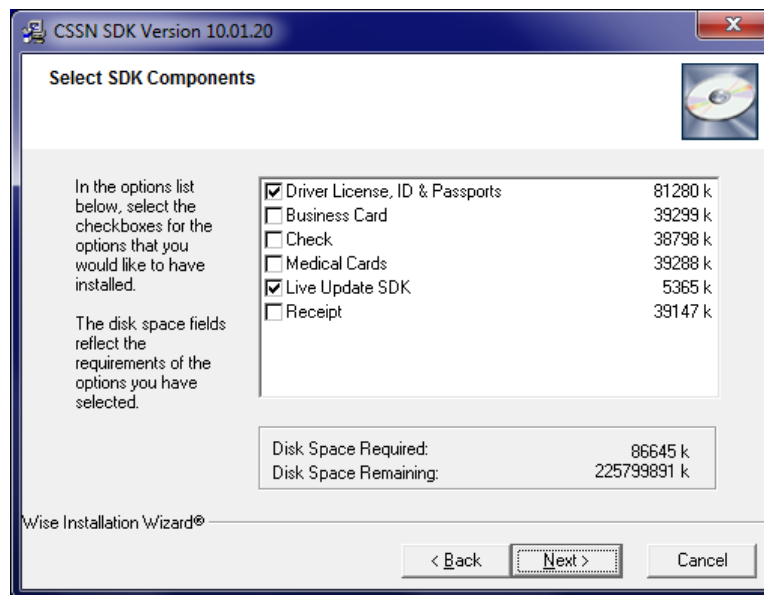 CSSN SDK Version 10.01.20
Select SDK Components
In the options list
below, select the
checkboxes for the
options that you
would like to have
installed.
The disk space fields
reflect the
requirements of the
options you have
selected.
Driver License, ID & Passports 81280 k
Business Card 39299 k
Check 38798 k
Medical Cards 39288 k
Live Update SDK 5365 k
Receipt 39147 k
Disk Space Required: 86645 k
Disk Space Remaining: 225799891 k
Wise Installation Wizard®
< Back Next > Cancel